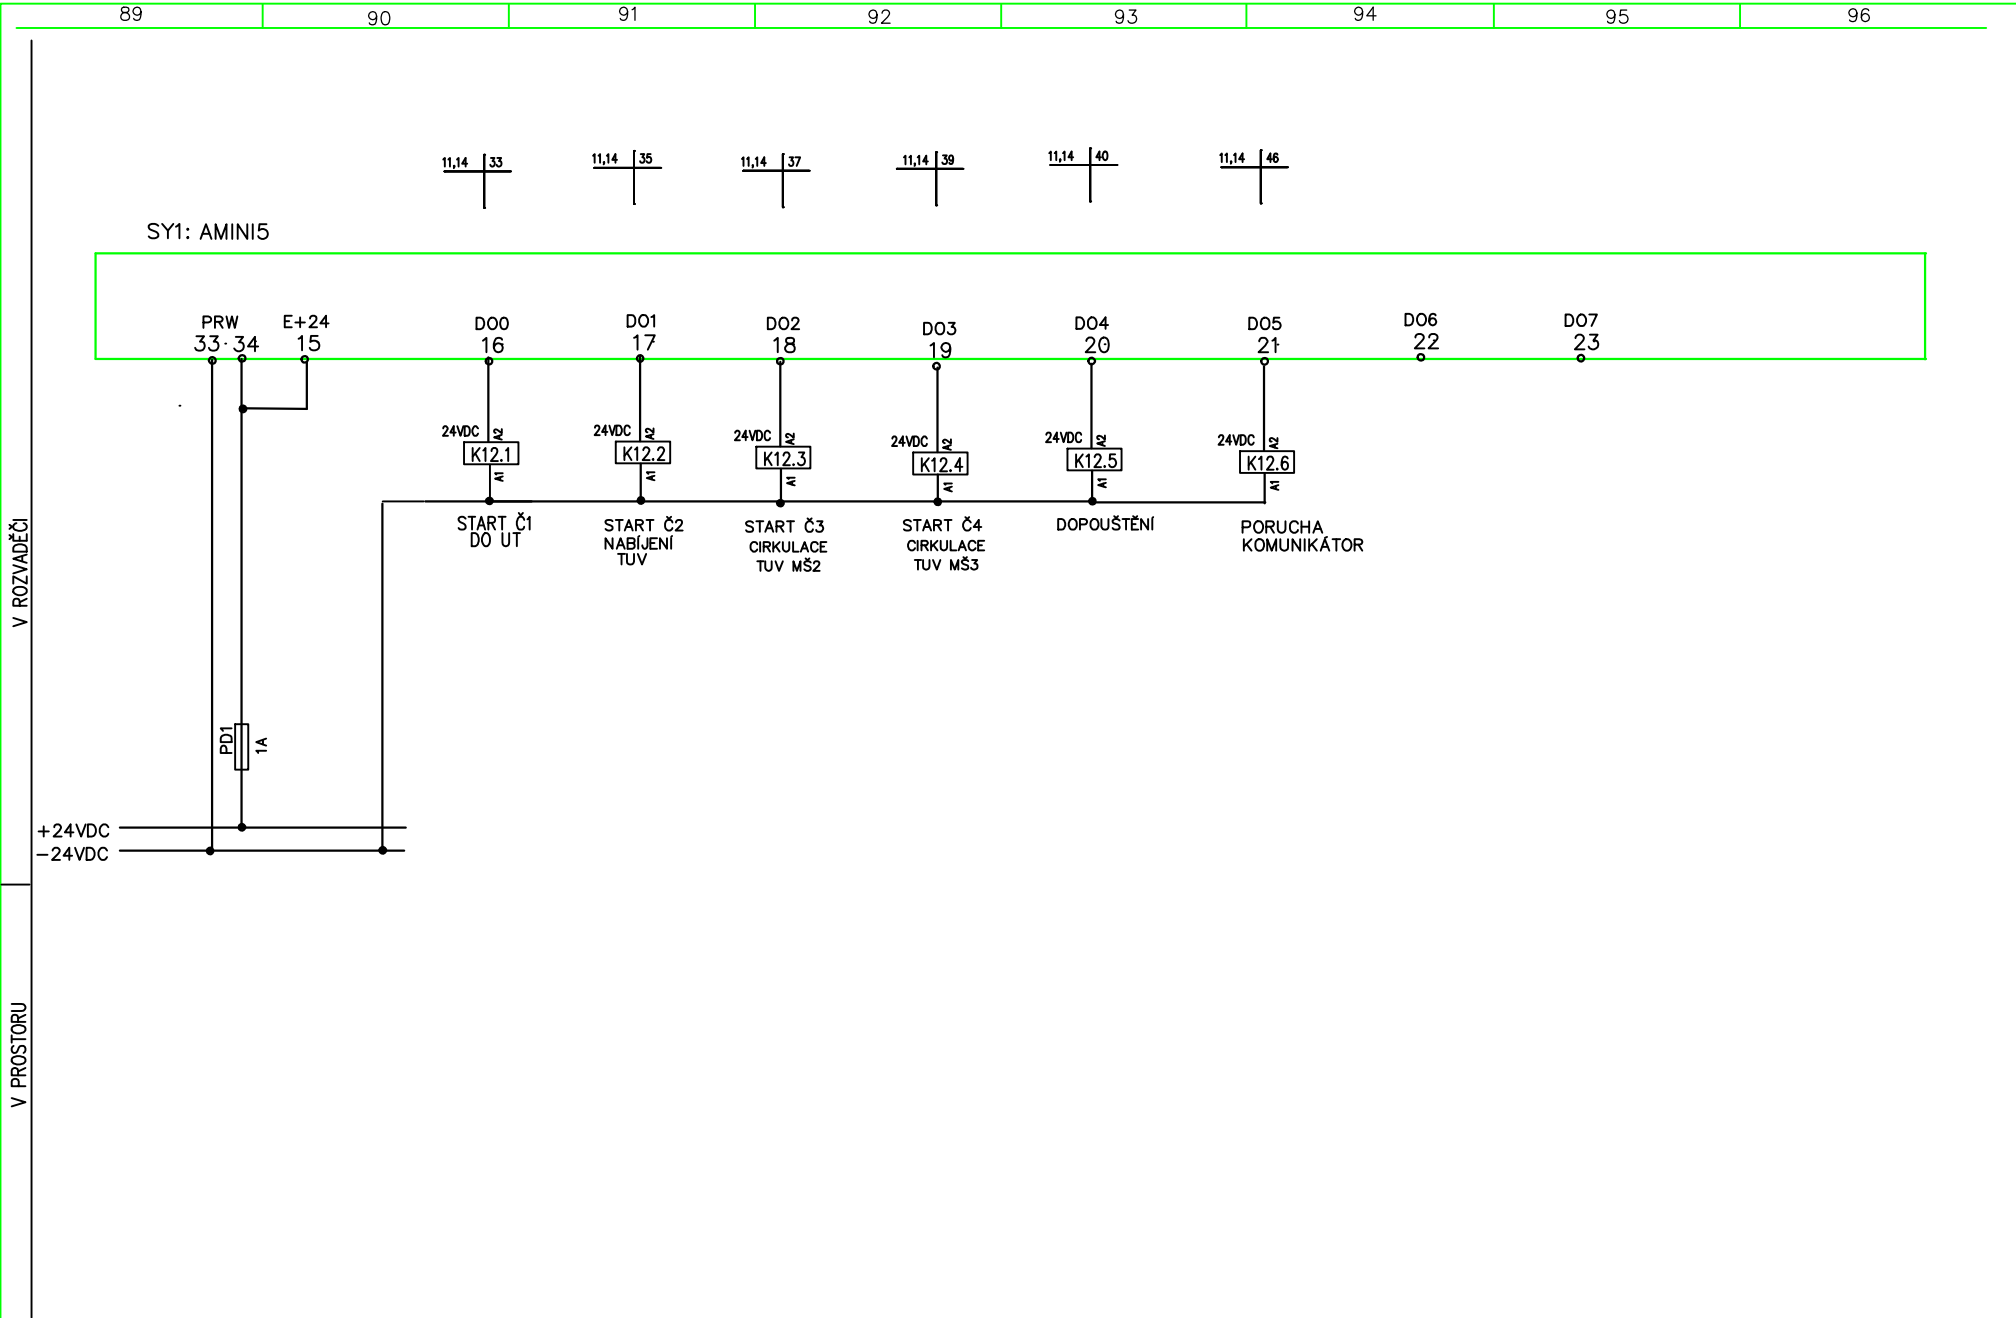 89 90 91 92 93 94 95 96
11,14 33 11,14 35 11,14 37 11,14 39 11,14 40 11,14 46
SY1: AMINI5
PRW E+24 DO0 DO1 DO2 DO3 DO4 DO5 DO6 DO7
33 · 34 15 16 17 18 19 20 21 22 23
24VDC A2 24VDC A2 24VDC A2 24VDC A2 24VDC A2 24VDC A2
K12.1 K12.2 K12.3 K12.4 K12.5 K12.6
A1 A1 A1 A1 A1 A1
START Č1
DO UT
START Č2
NABÍJENÍ
TUV
START Č3
CIRKULACE
TUV MŠ2
START Č4
CIRKULACE
TUV MŠ3
DOPOUŠTĚNÍ
PORUCHA
KOMUNIKÁTOR
V ROZVADĚČI
PD1
1A
+24VDC
−24VDC
V PROSTORU